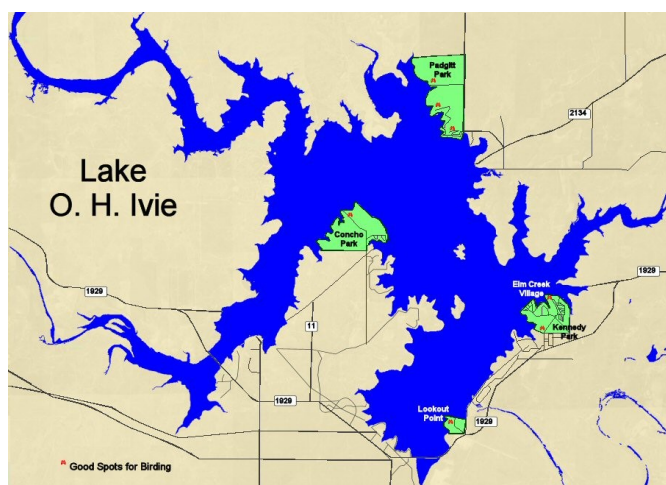 Padgitt
Park
2134
Lake
O. H. Ivie
Concho
Park
1929
Elm Creek
Village
1929
11
Kennedy
Park
1929
Lookout
Point
1929
Good Spots for Birding